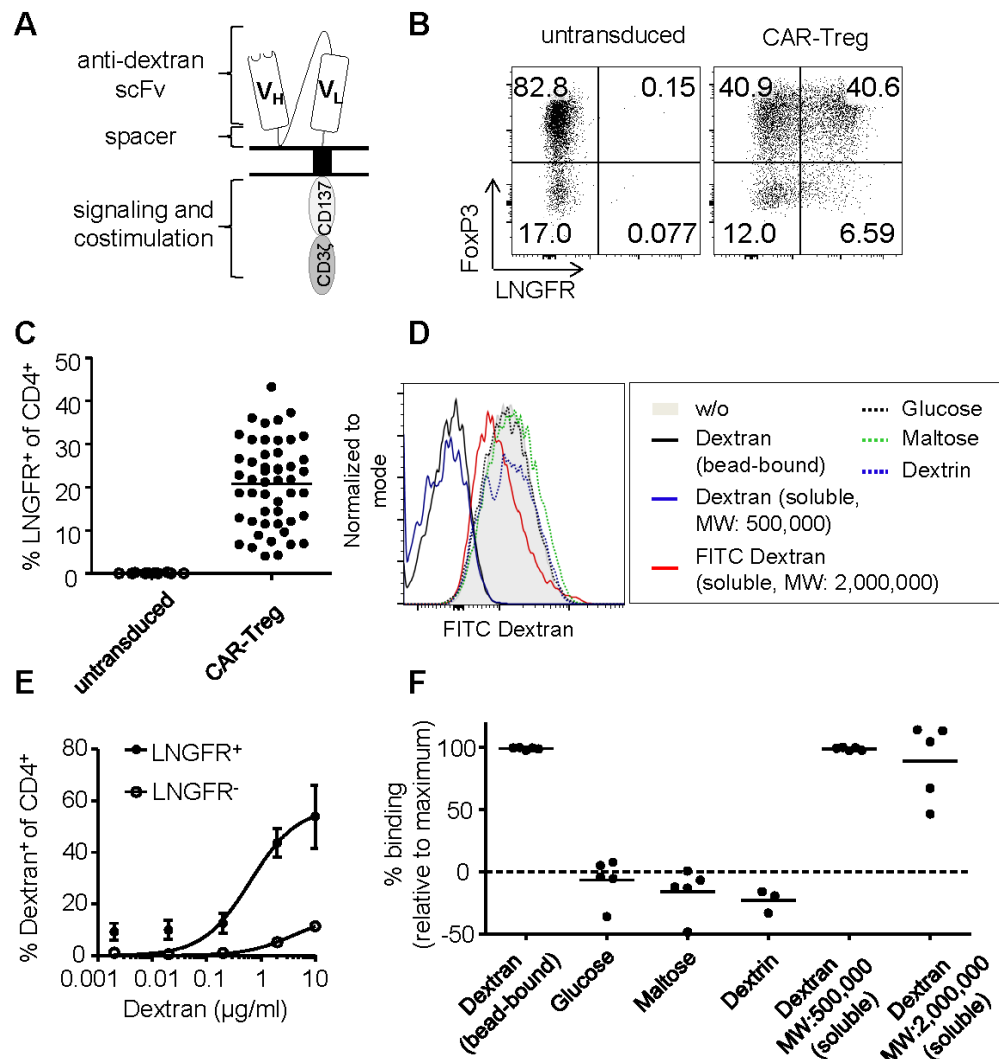 A
anti-dextran
scFv
spacer
signaling and
costimulation
V_H
V_L
CD137
CD3ζ
B
untransduced
CAR-Treg
82.8
0.15
17.0
0.077
40.9
40.6
12.0
6.59
FoxP3
LNGFR
C
% LNGFR+ of CD4+
50
40
30
20
10
0
untransduced
CAR-Treg
D
Normalized to
mode
FITC Dextran
w/o
Dextran
(bead-bound)
Dextran (soluble,
MW: 500,000)
FITC Dextran
(soluble, MW: 2,000,000)
Glucose
Maltose
Dextrin
E
% Dextran+ of CD4+
80
60
40
20
0
LNGFR+
LNGFR-
0.001
0.01
0.1
1
10
Dextran (µg/ml)
F
% binding
(relative to maximum)
100
50
0
-50
Dextran
(bead-bound)
Glucose
Maltose
Dextrin
Dextran
MW:500,000
(soluble)
Dextran
MW:2,000,000
(soluble)